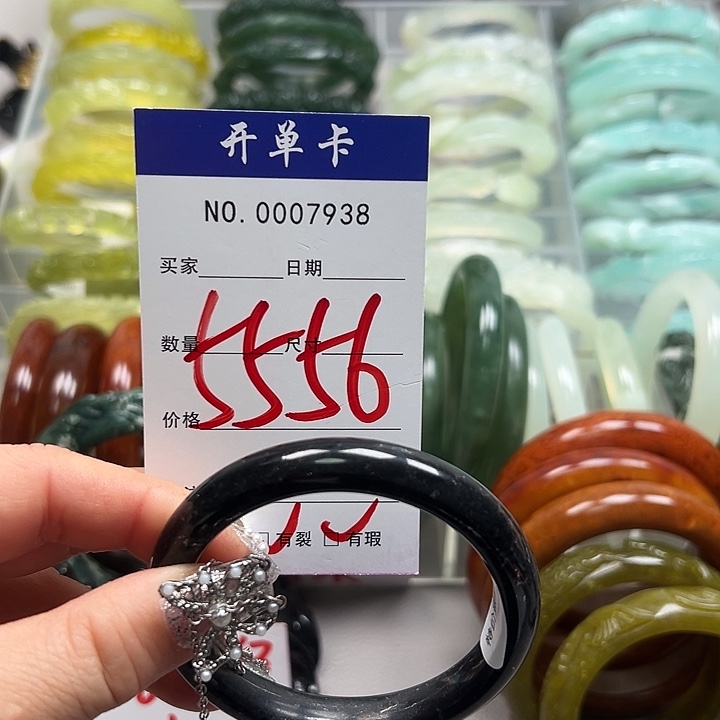 开单卡
NO. 0007938
买家 日期
数量 尺寸
5556
价格
有裂 □ 有瑕